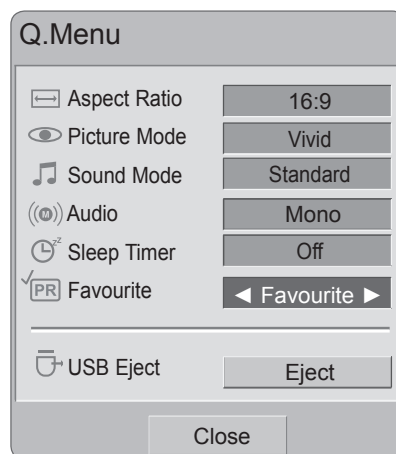 Q.Menu
Aspect Ratio 16:9
Picture Mode Vivid
Sound Mode Standard
((M)) Audio Mono
zz Sleep Timer Off
PR Favourite ◄ Favourite ►
USB Eject Eject
Close